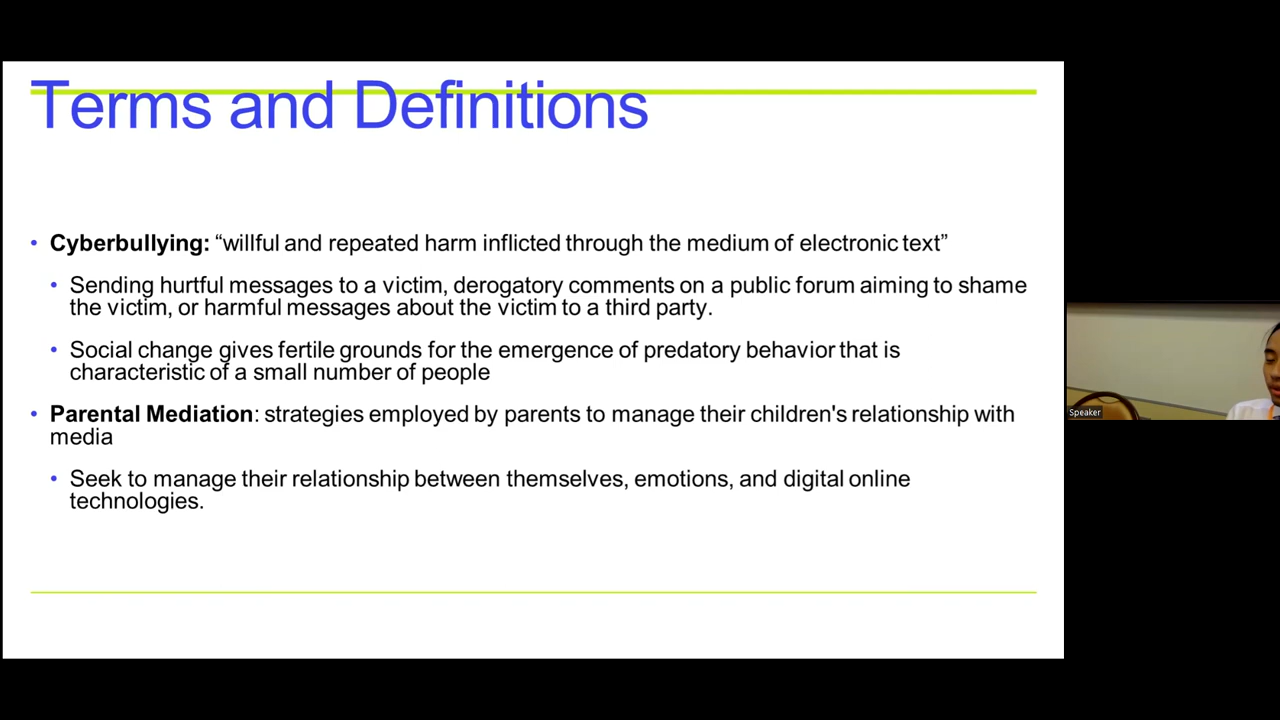 Terms and Definitions
• Cyberbullying: “willful and repeated harm inflicted through the medium of electronic text”
• Sending hurtful messages to a victim, derogatory comments on a public forum aiming to shame
the victim, or harmful messages about the victim to a third party.
• Social change gives fertile grounds for the emergence of predatory behavior that is
characteristic of a small number of people
• Parental Mediation: strategies employed by parents to manage their children's relationship with
media
• Seek to manage their relationship between themselves, emotions, and digital online
technologies.
Speaker